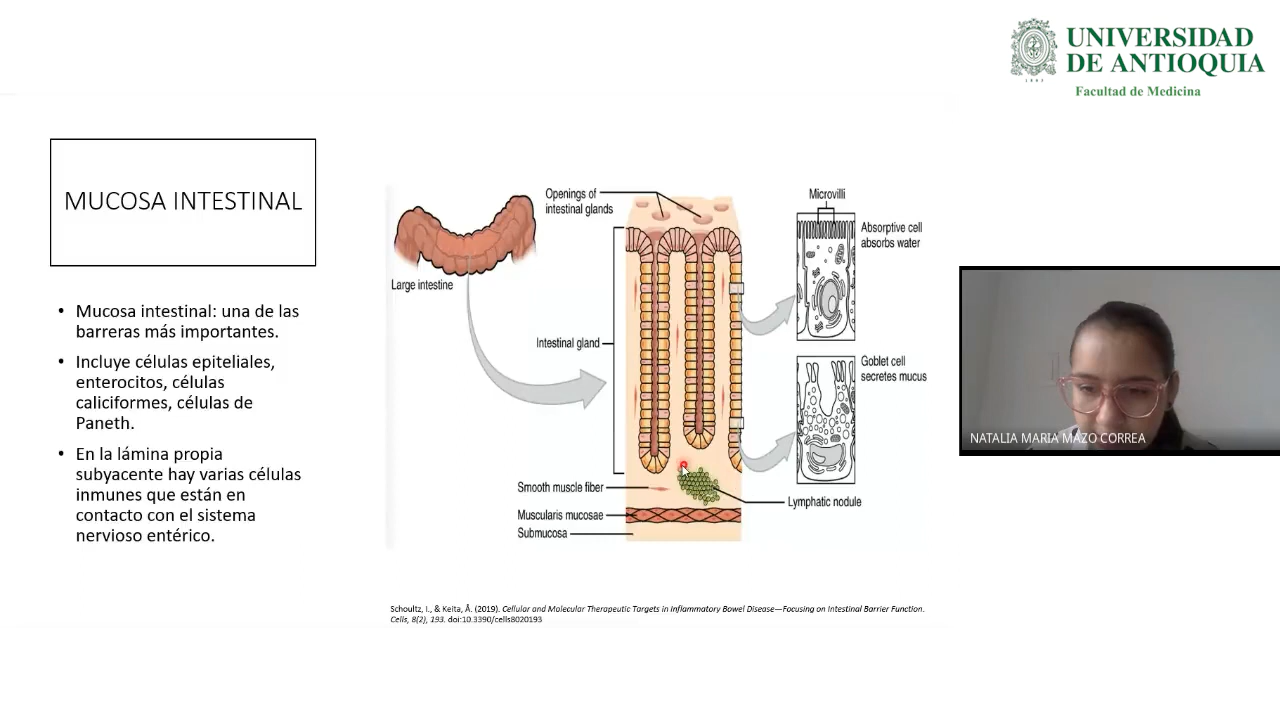 UNIVERSIDAD
DE ANTIOQUIA
1803
Facultad de Medicina
MUCOSA INTESTINAL
• Mucosa intestinal: una de las
barreras más importantes.
• Incluye células epiteliales,
enterocitos, células
caliciformes, células de
Paneth.
• En la lámina propia
subyacente hay varias células
inmunes que están en
contacto con el sistema
nervioso entérico.
Openings of
intestinal glands
Large intestine
Intestinal gland
Smooth muscle fiber
Muscularis mucosae
Submucosa
Microvilli
Absorptive cell
absorbs water
Goblet cell
secretes mucus
Lymphatic nodule
Schoultz, I., & Keita, Å. (2019). Cellular and Molecular Therapeutic Targets in Inflammatory Bowel Disease—Focusing on Intestinal Barrier Function.
Cells, 8(2), 193. doi:10.3390/cells8020193
NATALIA MARIA MAZO CORREA